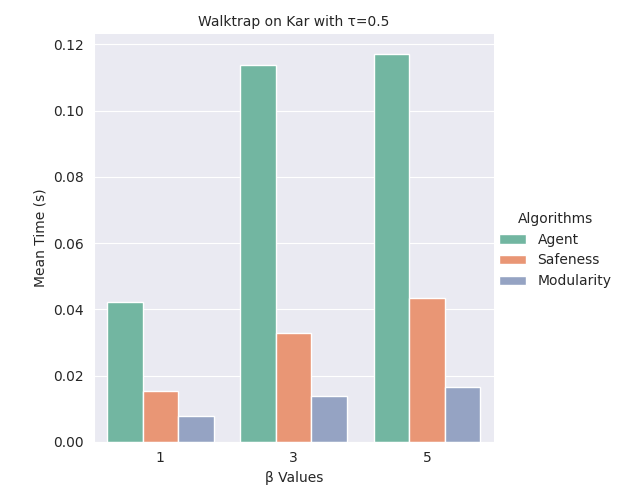 Walktrap on Kar with τ=0.5
0.12
0.10
0.08
0.06
0.04
0.02
0.00
Mean Time (s)
1 3 5
β Values
Algorithms
Agent
Safeness
Modularity